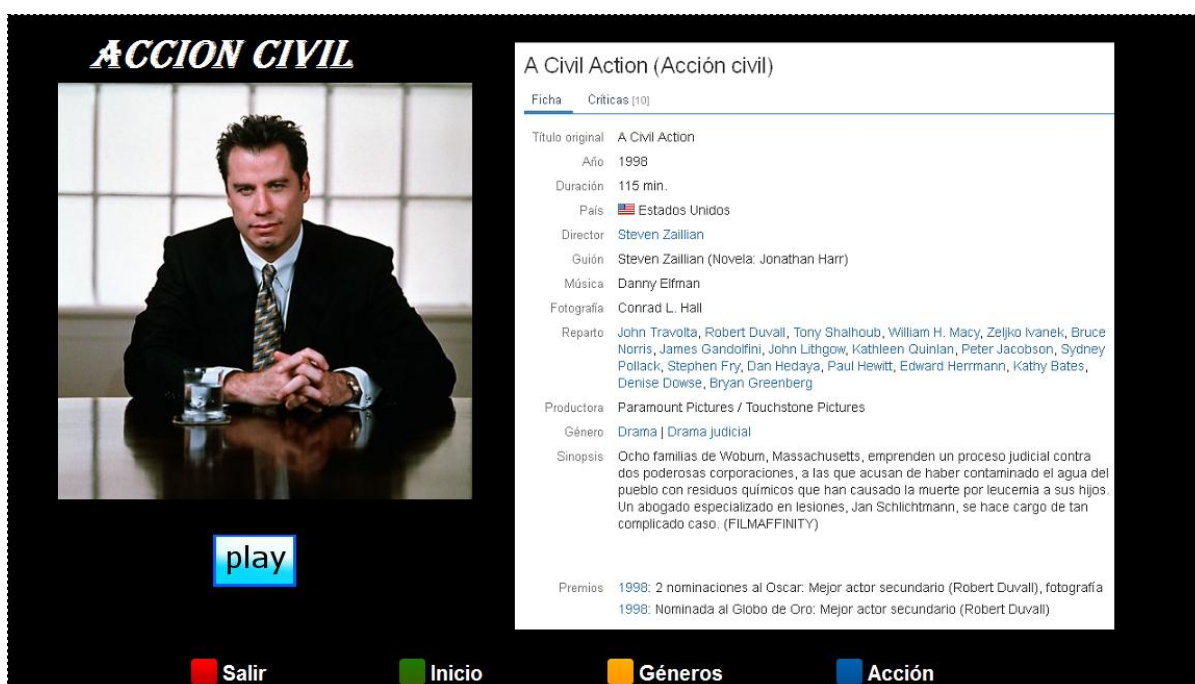 ACCION CIVIL
A Civil Action (Acción civil)
Ficha Críticas [10]
Título original A Civil Action
Año 1998
Duración 115 min.
País Estados Unidos
Director Steven Zaillian
Guión Steven Zaillian (Novela: Jonathan Harr)
Música Danny Elfman
Fotografía Conrad L. Hall
Reparto John Travolta, Robert Duvall, Tony Shalhoub, William H. Macy, Zeljko Ivanek, Bruce
Norris, James Gandolfini, John Lithgow, Kathleen Quinlan, Peter Jacobson, Sydney
Pollack, Stephen Fry, Dan Hedaya, Paul Hewitt, Edward Herrmann, Kathy Bates,
Denise Dowse, Bryan Greenberg
Productora Paramount Pictures / Touchstone Pictures
Género Drama | Drama judicial
Sinopsis Ocho familias de Woburn, Massachusetts, emprenden un proceso judicial contra
dos poderosas corporaciones, a las que acusan de haber contaminado el agua del
pueblo con residuos químicos que han causado la muerte por leucemia a sus hijos.
Un abogado especializado en lesiones, Jan Schlichtmann, se hace cargo de tan
complicado caso. (FILMAFFINITY)
Premios 1998: 2 nominaciones al Oscar: Mejor actor secundario (Robert Duvall), fotografía
1998: Nominada al Globo de Oro: Mejor actor secundario (Robert Duvall)
play
Salir Inicio Géneros Acción